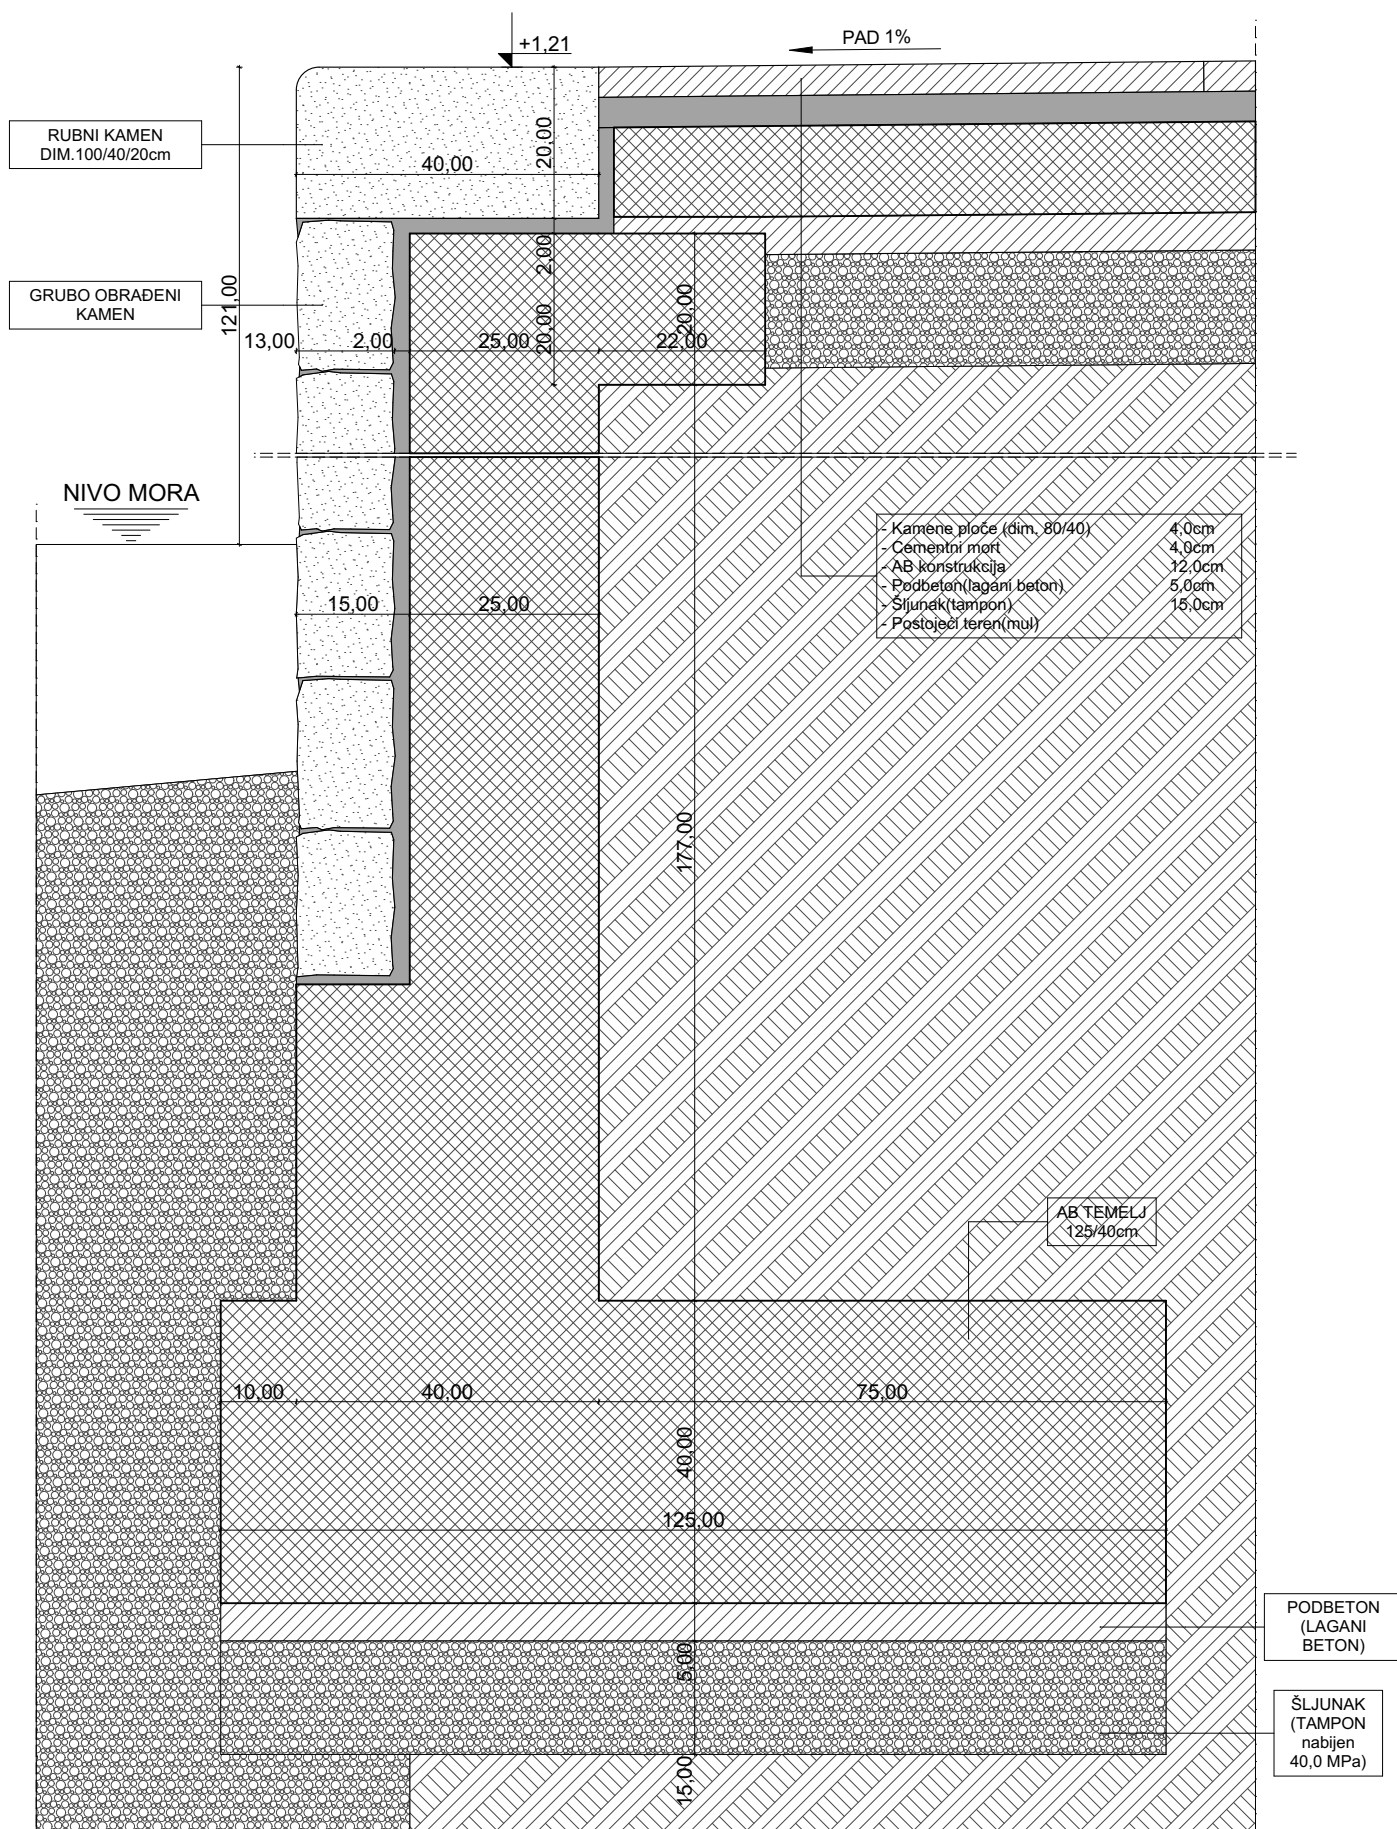 +1,21
PAD 1%
RUBNI KAMEN
DIM.100/40/20cm
20,00
40,00
GRUBO OBRAĐENI
KAMEN
121,00
2,00
20,00
20,00
13,00
2,00
25,00
22,00
NIVO MORA
- Kamene ploče (dim. 80/40) 4,0cm
- Cementni mort 4,0cm
- AB konstrukcija 12,0cm
- Podbeton(lagani beton) 5,0cm
- Šljunak(tampon) 15,0cm
- Postojeći teren(mul)
15,00
25,00
177,00
AB TEMELJ
125/40cm
10,00
40,00
75,00
40,00
125,00
PODBETON
(LAGANI
BETON)
5,00
ŠLJUNAK
(TAMPON
nabijen
40,0 MPa)
15,00